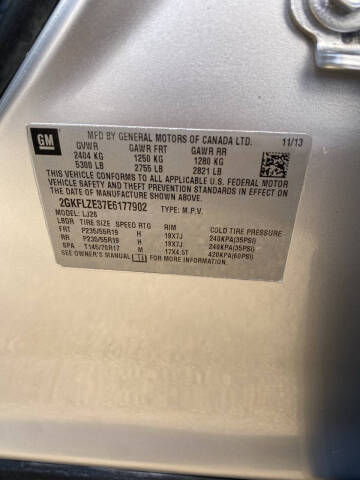 GM
MFD BY GENERAL MOTORS OF CANADA LTD.
11/13
GVWR GAWR FRT GAWR RR
2404 KG 1250 KG 1280 KG
5300 LB 2755 LB 2821 LB
THIS VEHICLE CONFORMS TO ALL APPLICABLE U.S. FEDERAL MOTOR
VEHICLE SAFETY, BUMPER, AND THEFT PREVENTION STANDARDS IN
EFFECT ON THE DATE OF MANUFACTURE SHOWN ABOVE.
2GKFLZE37E6177902 TYPE: M.P.V.
MODEL: LJ26
LBDR TIRE SIZE SPEED RTG RIM COLD TIRE PRESSURE
FRT P235/55R19 H 19X7J 240KPA(35PSI)
RR P235/55R19 H 19X7J 240KPA(35PSI)
SPA T145/70R17 M 17X4.5T 420KPA(60PSI)
SEE OWNER'S MANUAL FOR MORE INFORMATION.